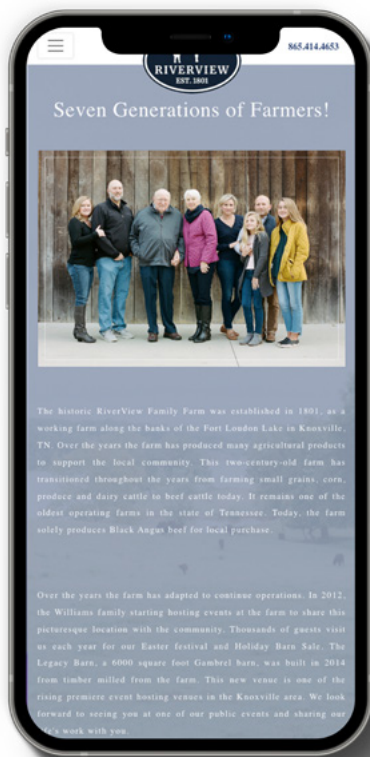 865.414.4653
RIVERVIEW
EST. 1801
Seven Generations of Farmers!
The historic RiverView Family Farm was established in 1801, as a
working farm along the banks of the Fort Loudon Lake in Knoxville,
TN. Over the years the farm has produced many agricultural products
to support the local community. This two-century-old farm has
transitioned throughout the years from farming small grains, corn,
produce and dairy cattle to beef cattle today. It remains one of the
oldest operating farms in the state of Tennessee. Today, the farm
solely produces Black Angus beef for local purchase.
Over the years the farm has adapted to continue operations. In 2012,
the Williams family starting hosting events at the farm to share this
picturesque location with the community. Thousands of guests visit
us each year for our Easter festival and Holiday Barn Sale. The
Legacy Barn, a 6000 square foot Gambrel barn, was built in 2014
from timber milled from the farm. This new venue is one of the
rising premiere event hosting venues in the Knoxville area. We look
forward to seeing you at one of our public events and sharing our
life's work with you.